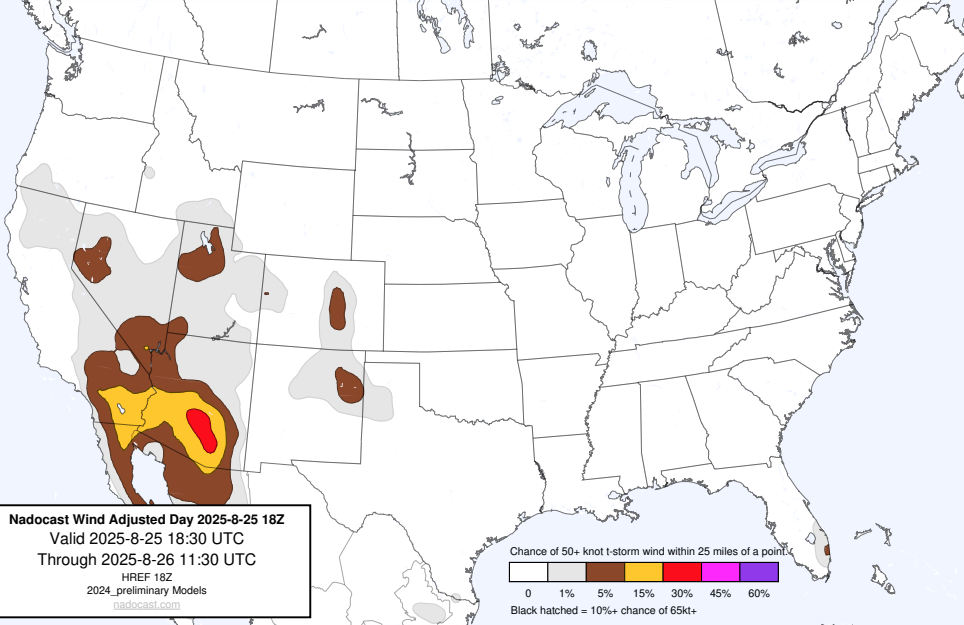 Nadocast Wind Adjusted Day 2025-8-25 18Z
Valid 2025-8-25 18:30 UTC
Through 2025-8-26 11:30 UTC
HREF 18Z
2024_preliminary Models
nadocast.com
Chance of 50+ knot t-storm wind within 25 miles of a point.
0 1% 5% 15% 30% 45% 60%
Black hatched = 10%+ chance of 65kt+